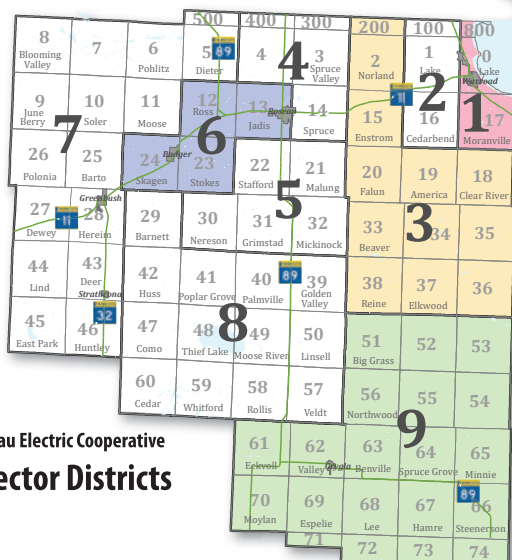 500 400 300 200 100 800
8 7 6 5 89 4 3 2 1 0
Blooming Valley Pohlitz Dieter Spruce Valley Norland Lake Lake
4 2 1
Warroad
9 10 11 12 13 14 15 11 16 17
June Berry Soler Moose Ross Jadis Roseau Spruce Enstrom Cedarbend Moranville
7 6
26 25 24 23 22 21 20 19 18
Polonia Barto Skagen Badger Stokes Stafford Malung Falun America Clear River
5 3
27 11 28 29 30 31 32 33 34 35
Dewey Greenbush Hereim Barnett Nereson Grimstad Mickinock Beaver
44 43 42 41 40 89 39 38 37 36
Lind Deer Huss Poplar Grove Palmville Golden Valley Reine Elkwood
Strathcona
8
45 46 32 47 48 49 50 51 52 53
East Park Huntley Como Thief Lake Moose River Linsell Big Grass
60 59 58 57 56 55 54
Cedar Whitford Rollis Veldt Northwood
9
61 62 63 64 65
Eckvoll Valley Grygla Benville Spruce Grove Minnie
70 69 68 67 89 66
Moylan Espelie Lee Hamre Steenerson
71 72 73 74
au Electric Cooperative
ector Districts